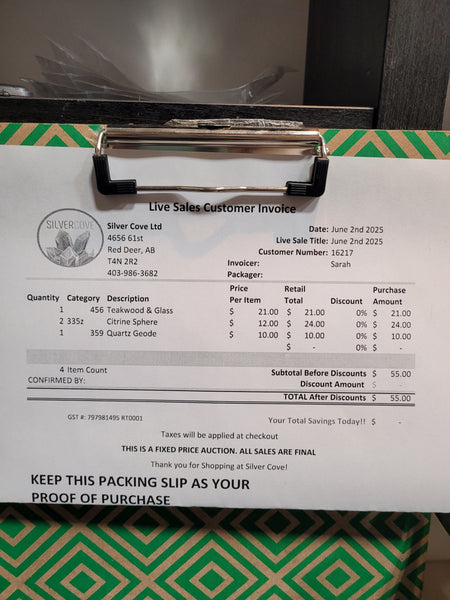 Live Sales Customer Invoice
SILVERCOVE
Silver Cove Ltd
4656 61st
Red Deer, AB
T4N 2R2
403-986-3682
Date: June 2nd 2025
Live Sale Title: June 2nd 2025
Customer Number: 16217
Invoicer: Sarah
Packager:
Quantity Category Description Price Per Item Retail Total Discount Purchase Amount
1 456 Teakwood & Glass $ 21.00 $ 21.00 0% $ 21.00
2 335z Citrine Sphere $ 12.00 $ 24.00 0% $ 24.00
1 359 Quartz Geode $ 10.00 $ 10.00 0% $ 10.00
$ - 0% $ -
4 Item Count Subtotal Before Discounts $ 55.00
CONFIRMED BY: Discount Amount $ -
TOTAL After Discounts $ 55.00
GST #: 797981495 RT0001 Your Total Savings Today!! $ -
Taxes will be applied at checkout
THIS IS A FIXED PRICE AUCTION. ALL SALES ARE FINAL
Thank you for Shopping at Silver Cove!
KEEP THIS PACKING SLIP AS YOUR
PROOF OF PURCHASE